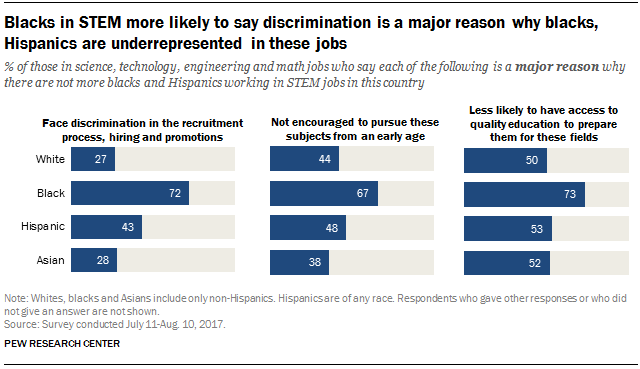 Blacks in STEM more likely to say discrimination is a major reason why blacks,
Hispanics are underrepresented in these jobs
% of those in science, technology, engineering and math jobs who say each of the following is a major reason why
there are not more blacks and Hispanics working in STEM jobs in this country
Face discrimination in the recruitment
process, hiring and promotions
Not encouraged to pursue these
subjects from an early age
Less likely to have access to
quality education to prepare
them for these fields
White 27 44 50
Black 72 67 73
Hispanic 43 48 53
Asian 28 38 52
Note: Whites, blacks and Asians include only non-Hispanics. Hispanics are of any race. Respondents who gave other responses or who did
not give an answer are not shown.
Source: Survey conducted July 11-Aug. 10, 2017.
PEW RESEARCH CENTER